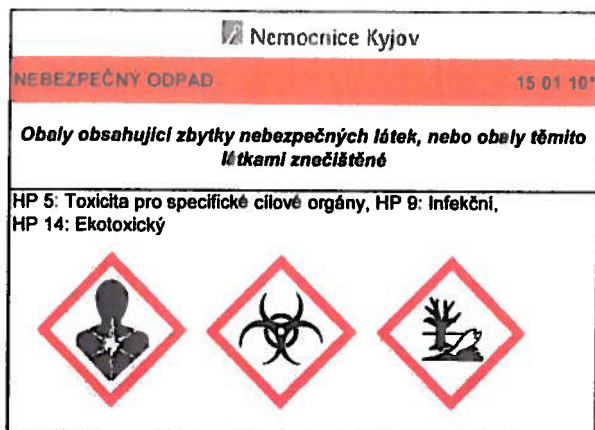 Nemocnice Kyjov
NEBEZPEČNÝ ODPAD 15 01 10*
Obaly obsahující zbytky nebezpečných látek, nebo obaly těmito
látkami znečištěné
HP 5: Toxicita pro specifické cílové orgány, HP 9: Infekční,
HP 14: Ekotoxický